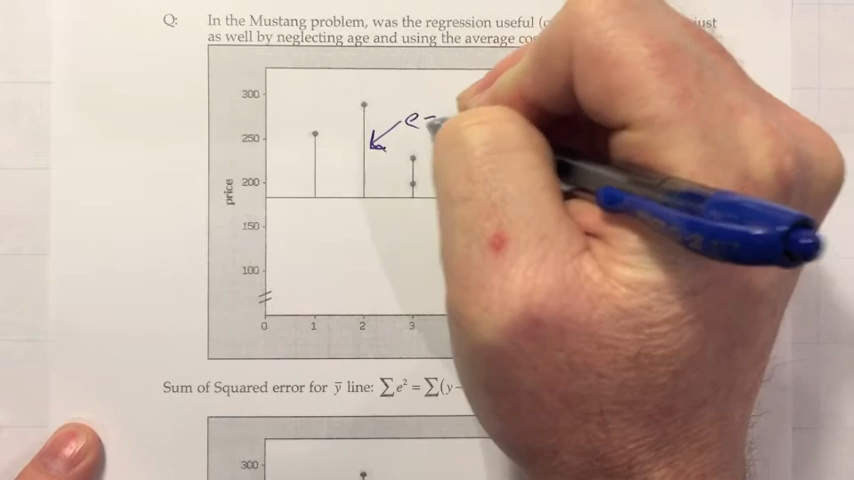 Q: In the Mustang problem, was the regression useful ( just
as well by neglecting age and using the average
300
e -
250
200
price
150
100
0 1 2 3
Sum of Squared error for ȳ line: ∑e² = ∑(y –
300